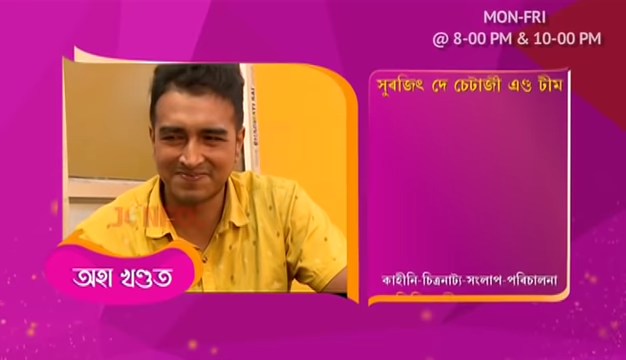 MON-FRI
@ 8-00 PM & 10-00 PM
সুৰজিৎ দে চেটাৰ্জী এণ্ড টীম
অহা খণ্ডত
কাহীনি-চিত্ৰনাট্য-সংলাপ-পৰিচালনা